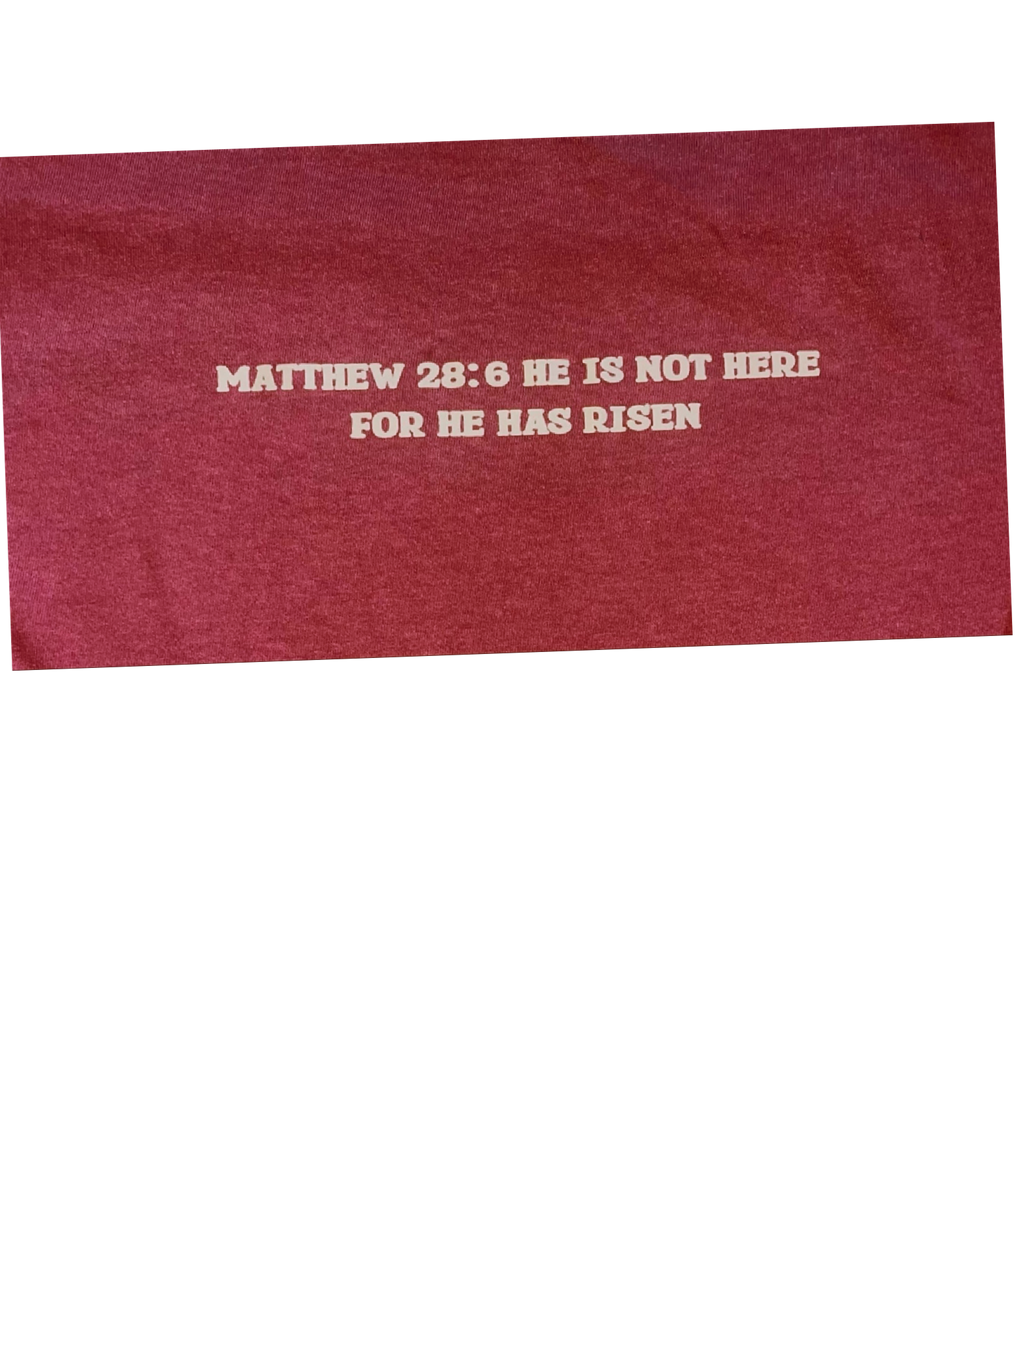 MATTHEW 28:6 HE IS NOT HERE
FOR HE HAS RISEN